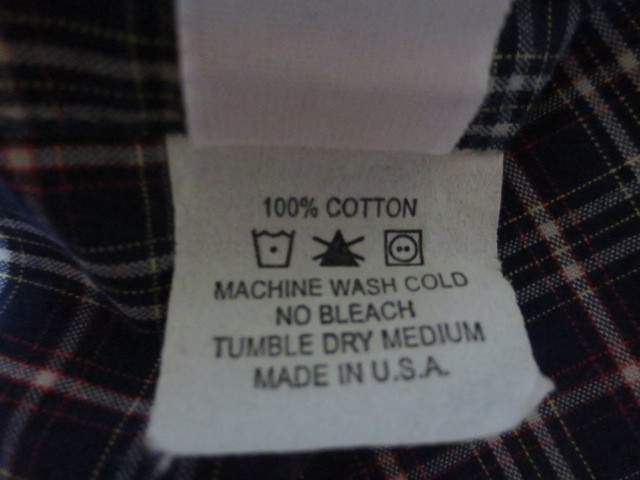 100% COTTON
MACHINE WASH COLD
NO BLEACH
TUMBLE DRY MEDIUM
MADE IN U.S.A.